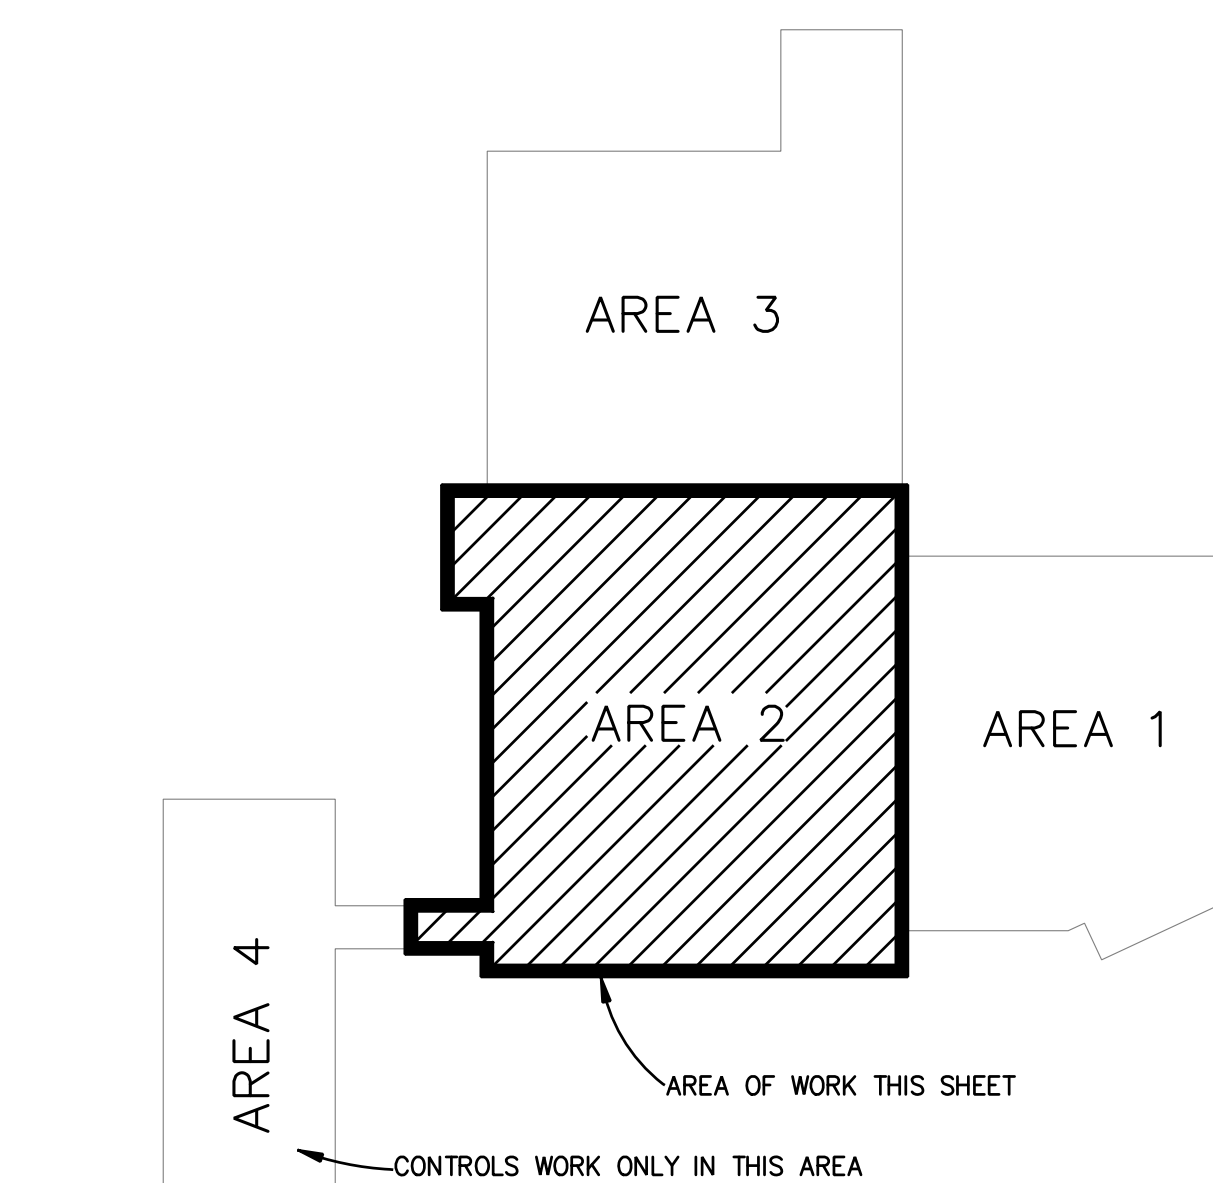 AREA 3
AREA 2
AREA 1
AREA 4
AREA OF WORK THIS SHEET
CONTROLS WORK ONLY IN THIS AREA